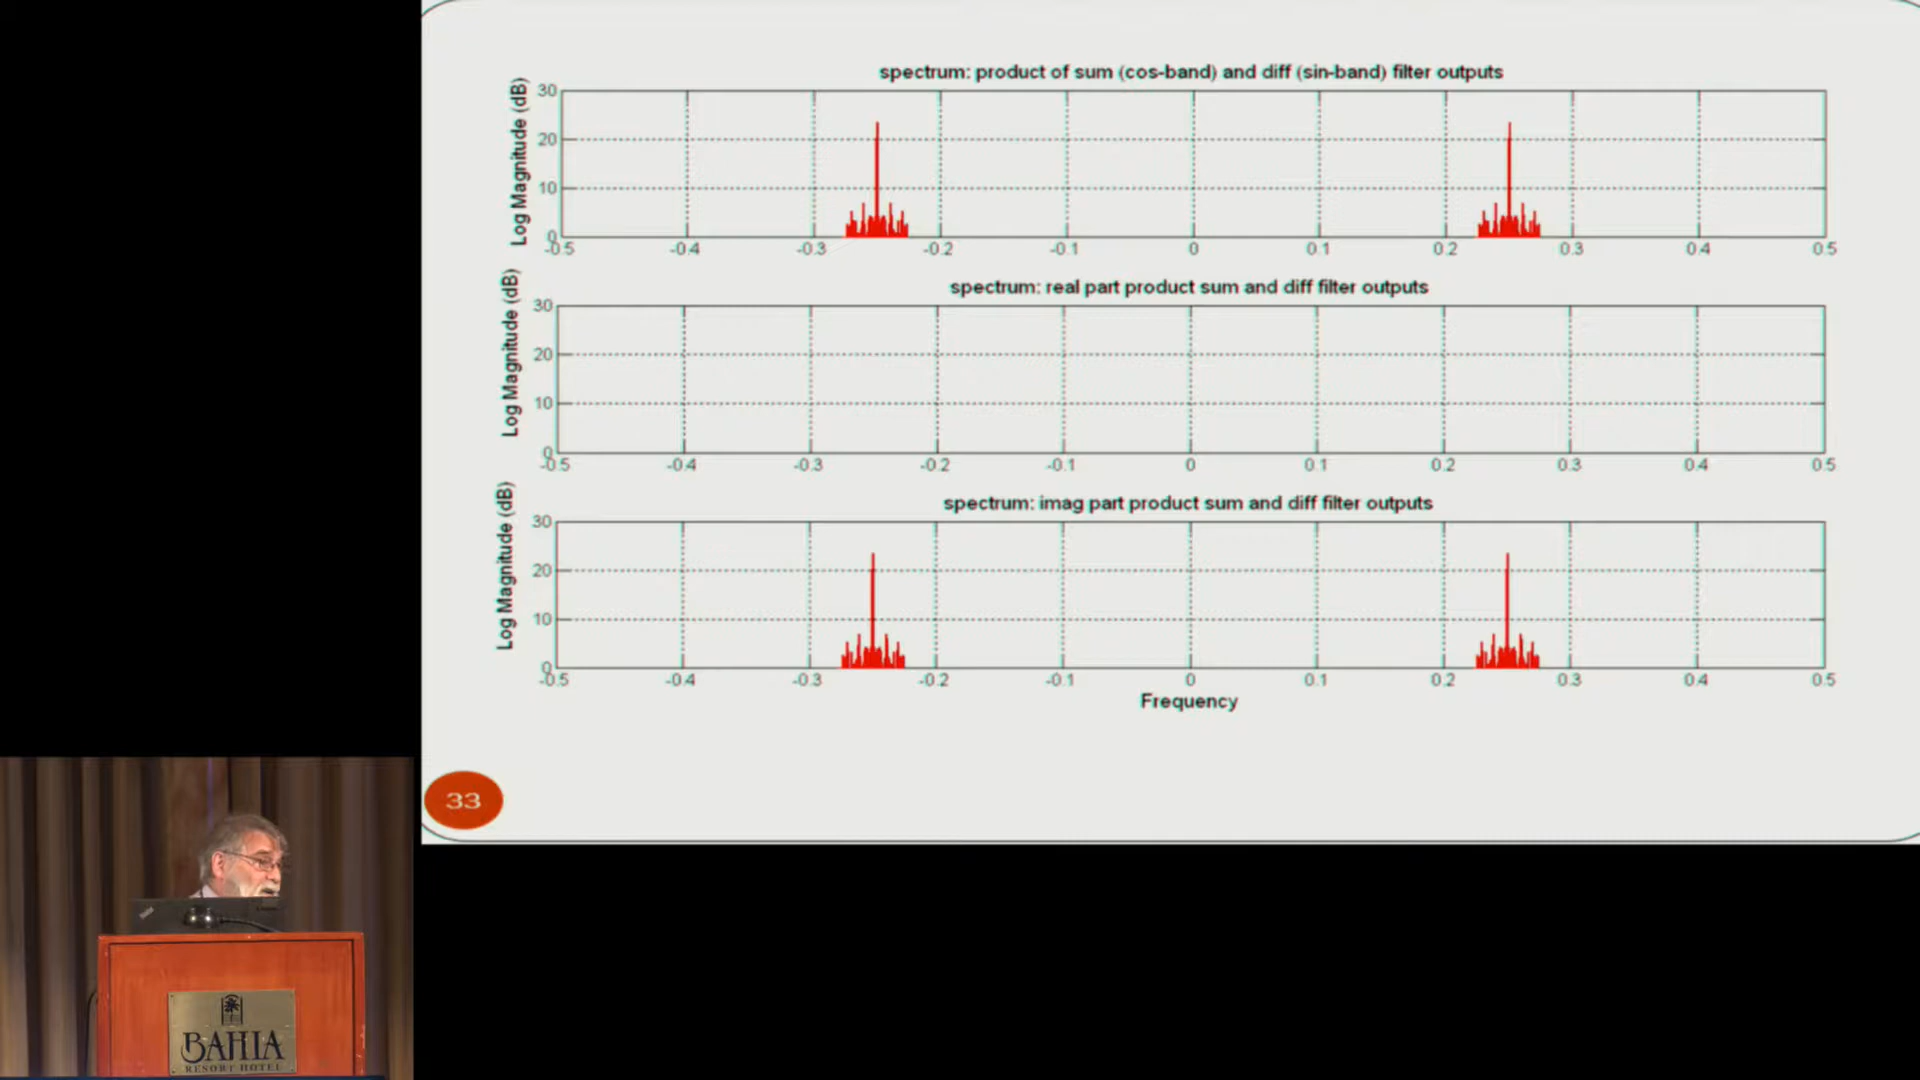 spectrum: product of sum (cos-band) and diff (sin-band) filter outputs
Log Magnitude (dB)
30
20
10
0
-0.5 -0.4 -0.3 -0.2 -0.1 0 0.1 0.2 0.3 0.4 0.5
spectrum: real part product sum and diff filter outputs
Log Magnitude (dB)
30
20
10
0
-0.5 -0.4 -0.3 -0.2 -0.1 0 0.1 0.2 0.3 0.4 0.5
spectrum: imag part product sum and diff filter outputs
Log Magnitude (dB)
30
20
10
0
-0.5 -0.4 -0.3 -0.2 -0.1 0 0.1 0.2 0.3 0.4 0.5
Frequency
33
BAHIA
RESORT HOTEL